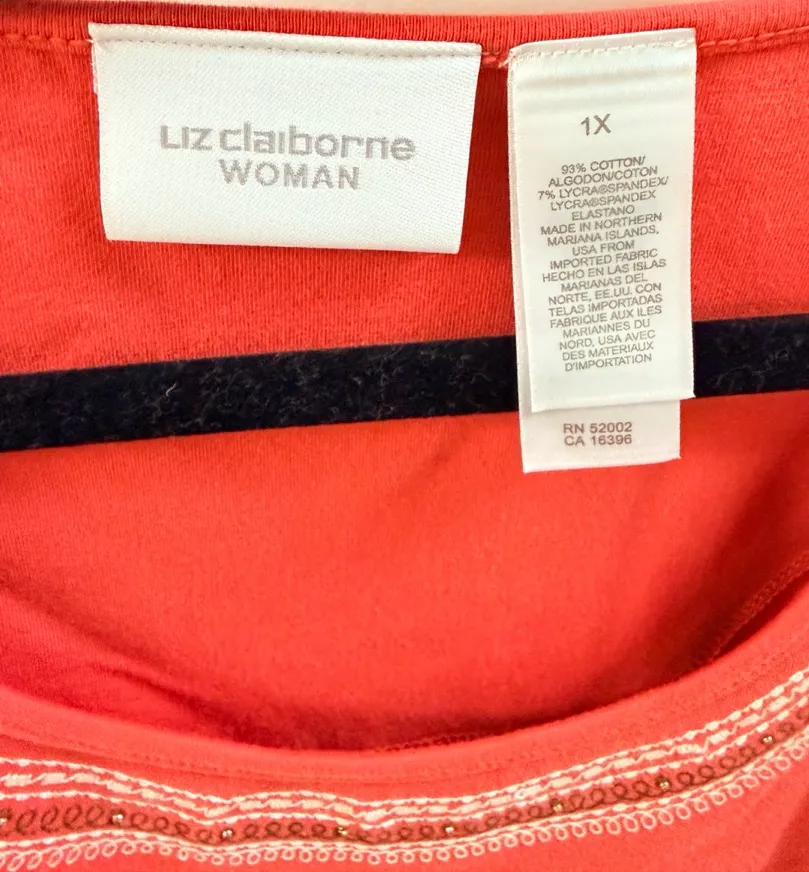 LIZ claiborne
WOMAN
1X
93% COTTON/
ALGODON/COTON
7% LYCRA®SPANDEX/
LYCRA®SPANDEX
ELASTANO
MADE IN NORTHERN
MARIANA ISLANDS,
USA FROM
IMPORTED FABRIC
HECHO EN LAS ISLAS
MARIANAS DEL
NORTE, EE.UU. CON
TELAS IMPORTADAS
FABRIQUE AUX ILES
MARIANNES DU
NORD, USA AVEC
DES MATERIAUX
D'IMPORTATION
RN 52002
CA 16396